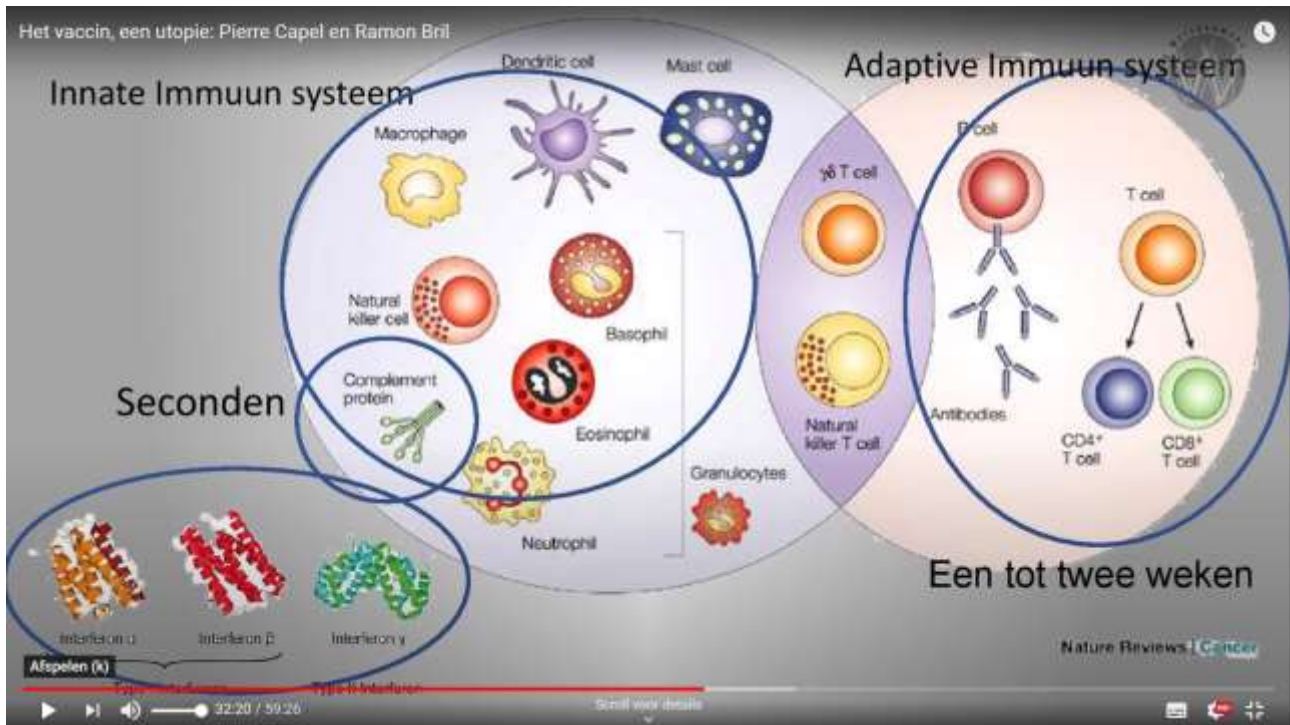 Het vaccin, een utopie: Pierre Capel en Ramon Bril
Innate Immuun systeem
Adaptive Immuun systeem
Dendritic cell
Mast cell
Macrophage
γδ T cell
B cell
T cell
Natural
killer cell
Basophil
Seconden
Complement
protein
Eosinophil
Natural
killer T cell
Antibodies
CD4+
T cell
CD8+
T cell
Granulocytes
Neutrophil
Een tot twee weken
Interferon α
Interferon β
Interferon γ
Nature Reviews | Cancer
Afspelen (k)
Type II Interferon
32:20 / 59:26
Scroll voor details